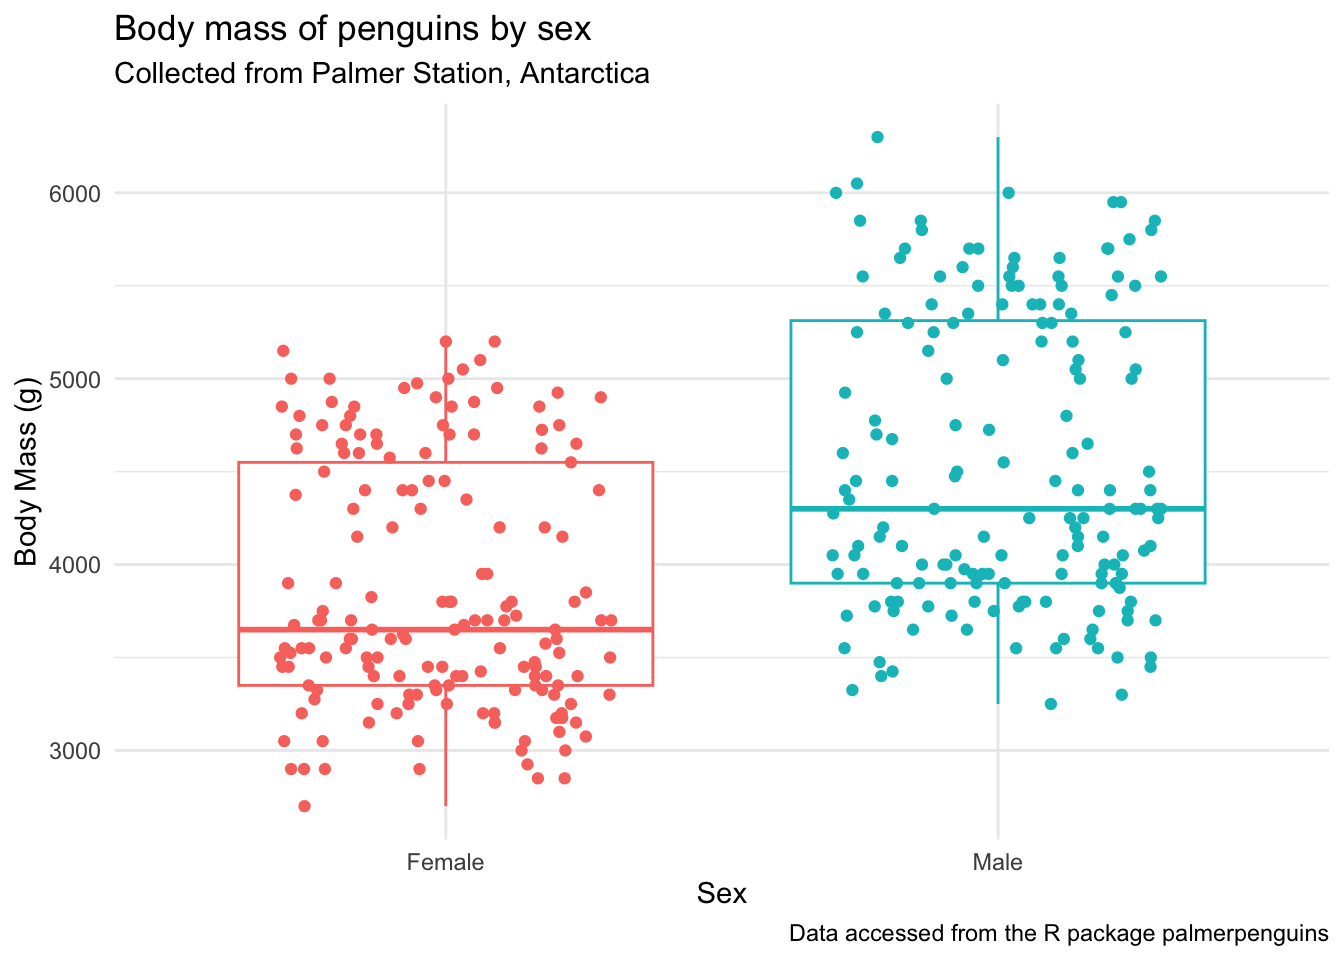 Body mass of penguins by sex
Collected from Palmer Station, Antarctica
Body Mass (g)
6000
5000
4000
3000
Female
Male
Sex
Data accessed from the R package palmerpenguins